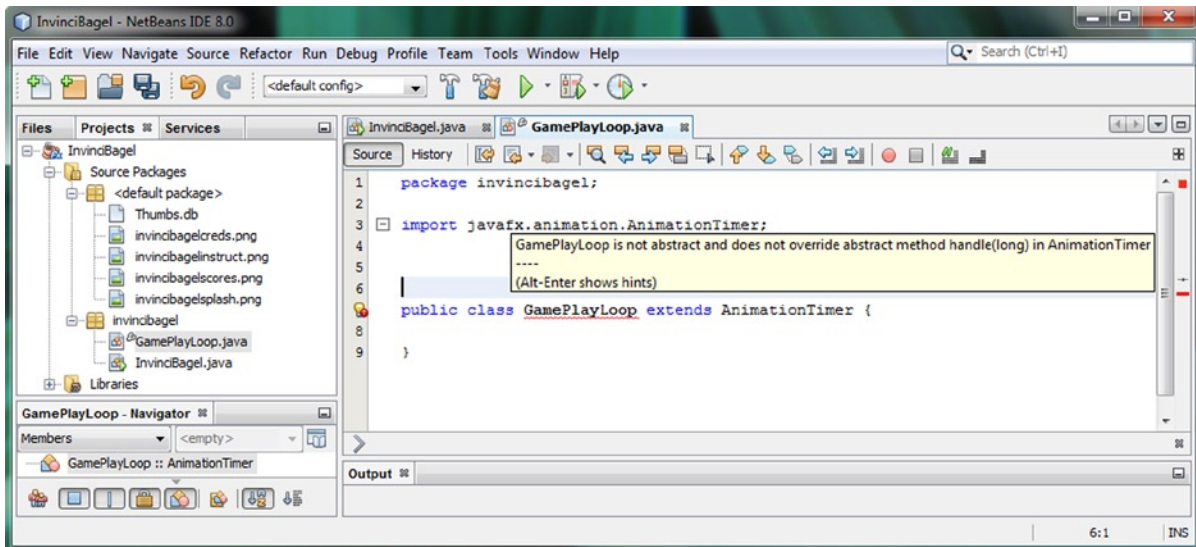 InvinciBagel - NetBeans IDE 8.0
File Edit View Navigate Source Refactor Run Debug Profile Team Tools Window Help
Search (Ctrl+I)
<default config>
Files Projects Services
InvinciBagel
Source Packages
<default package>
Thumbs.db
invincibagelcreds.png
invincibagelinstruct.png
invincibagelscores.png
invincibagelsplash.png
invincibagel
GamePlayLoop.java
InvinciBagel.java
Libraries
GamePlayLoop - Navigator
Members <empty>
GamePlayLoop :: AnimationTimer
InvinciBagel.java GamePlayLoop.java
Source History
1 package invincibagel;
2
3 import javafx.animation.AnimationTimer;
4
GamePlayLoop is not abstract and does not override abstract method handle(long) in AnimationTimer
5
----
(Alt-Enter shows hints)
6
public class GamePlayLoop extends AnimationTimer {
8
9 }
Output
6:1 INS